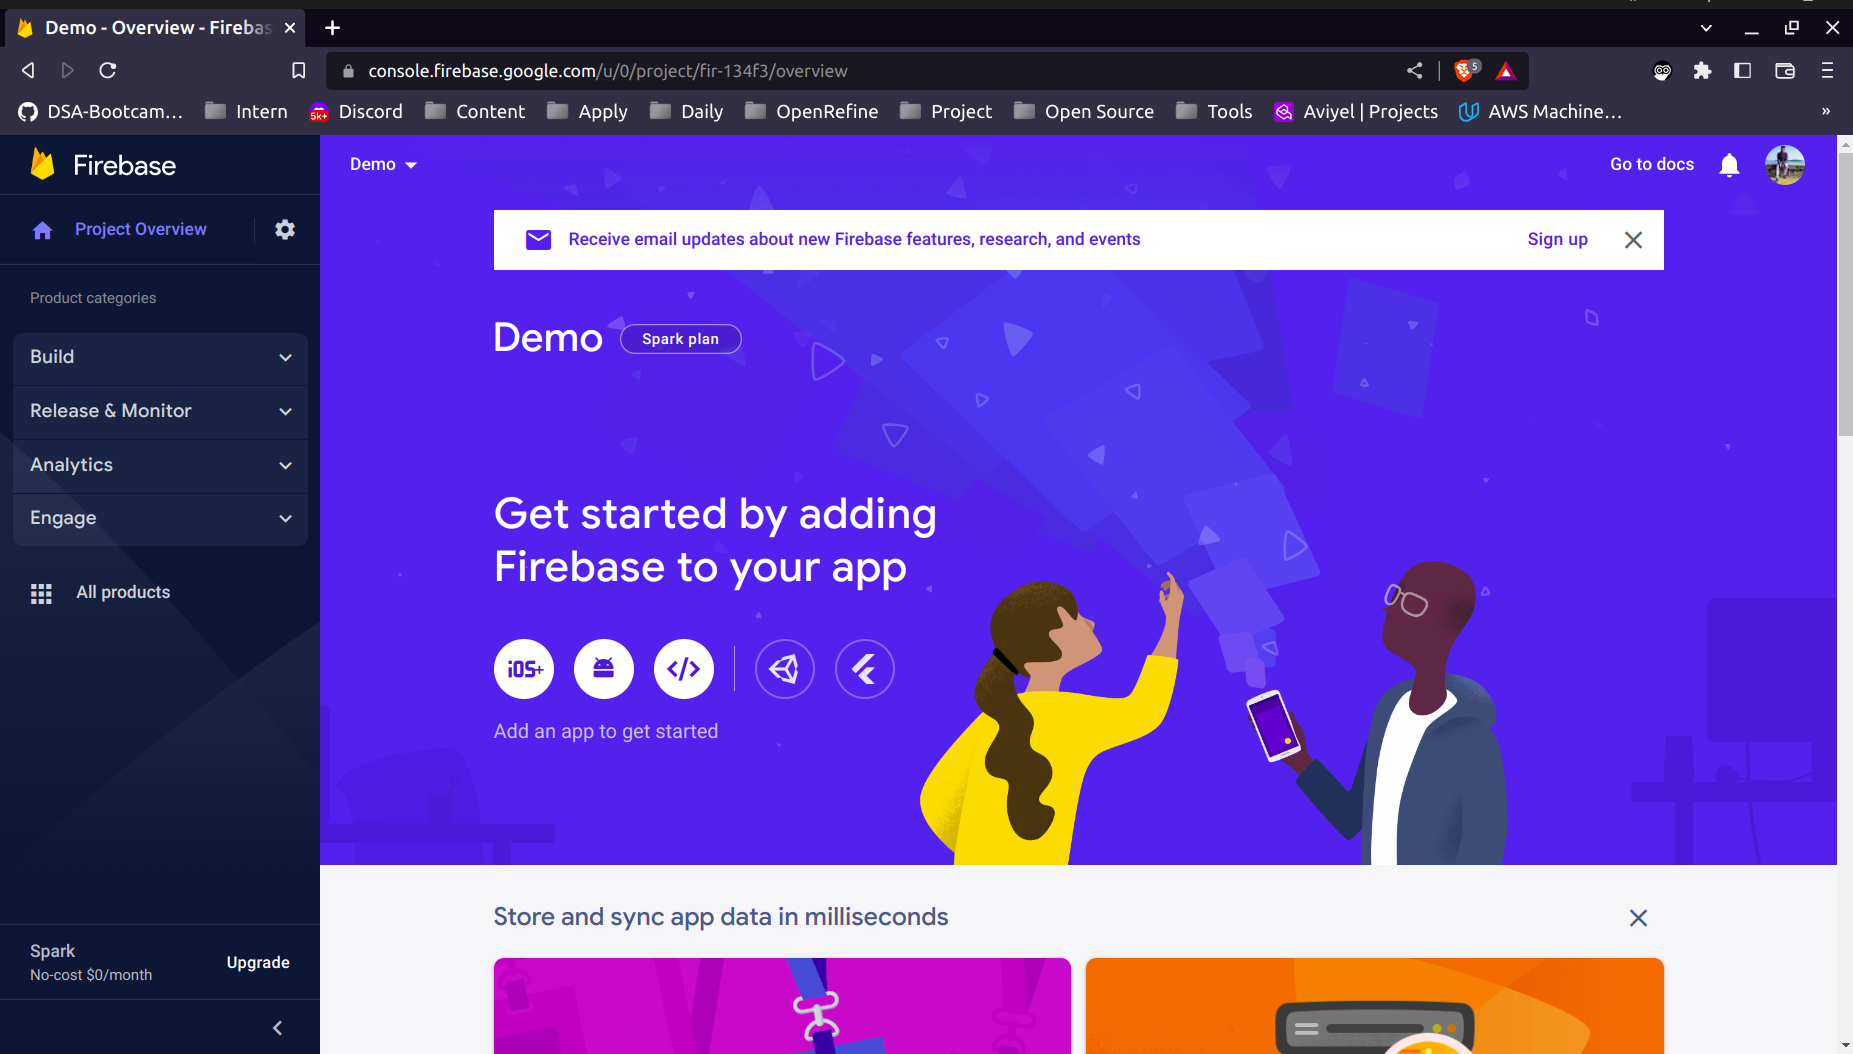 Demo - Overview - Firebas
console.firebase.google.com/u/0/project/fir-134f3/overview
5
DSA-Bootcam...
Intern
5k+
Discord
Content
Apply
Daily
OpenRefine
Project
Open Source
Tools
Aviyel | Projects
AWS Machine...
»
Firebase
Project Overview
Product categories
Build
Release & Monitor
Analytics
Engage
All products
Spark
No-cost $0/month
Upgrade
Demo
Go to docs
Receive email updates about new Firebase features, research, and events
Sign up
Demo
Spark plan
Get started by adding
Firebase to your app
iOS+
</>
Add an app to get started
Store and sync app data in milliseconds